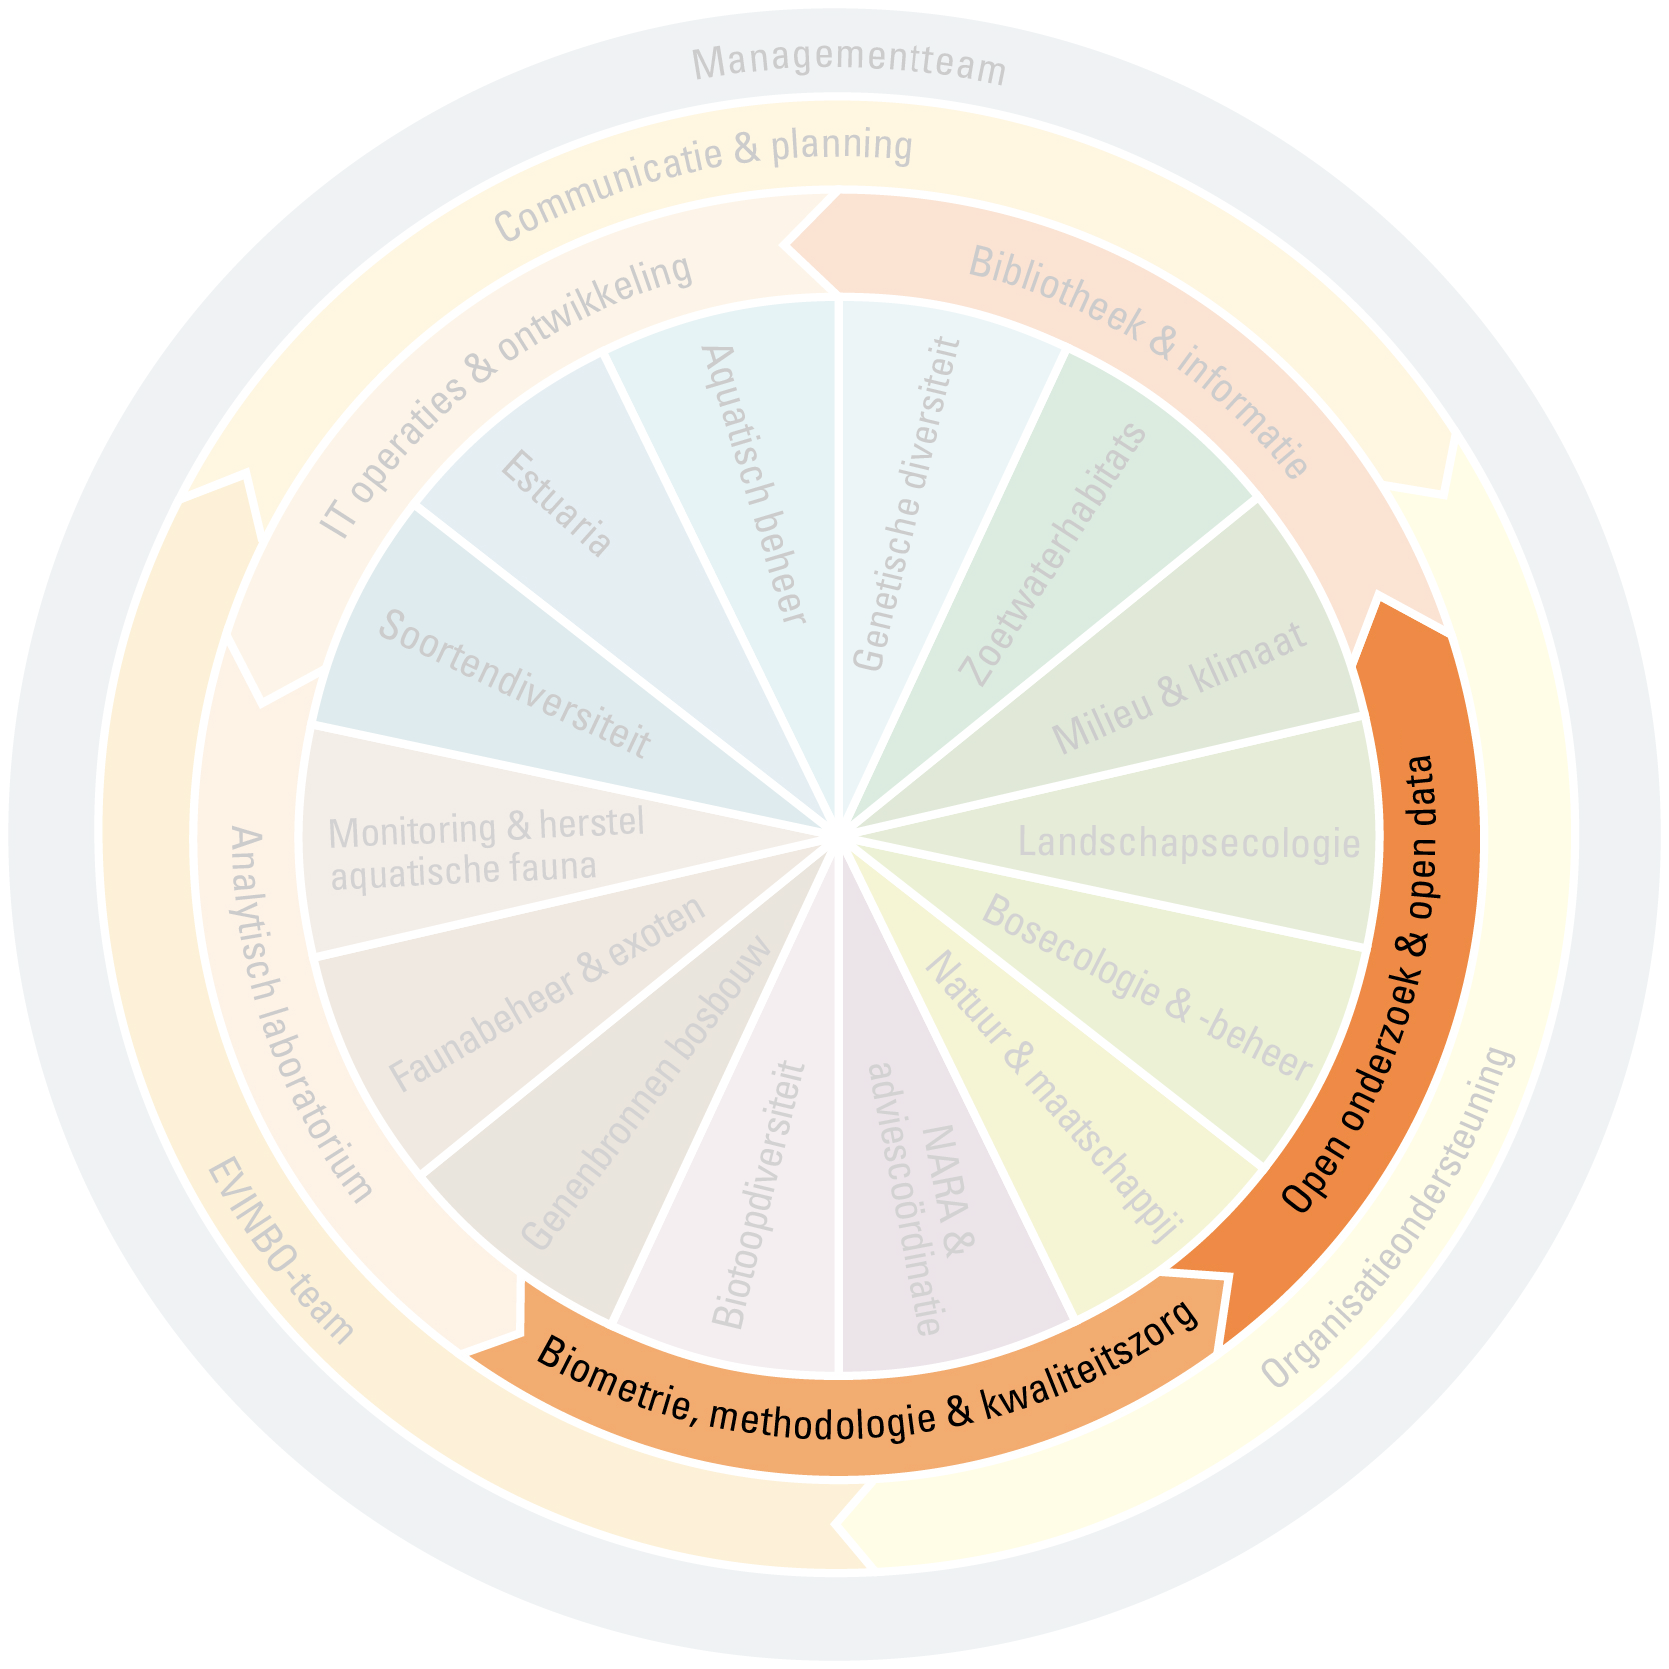 Managementteam
Communicatie & planning
Organisatieondersteuning
EVINBO-team
IT operaties & ontwikkeling
Bibliotheek & informatie
Open onderzoek & open data
Biometrie, methodologie & kwaliteitszorg
Analytisch laboratorium
Genetische diversiteit
Zoetwaterhabitats
Milieu & klimaat
Landschapsecologie
Bosecologie & -beheer
Natuur & maatschappij
NARA &
adviescoördinatie
Biotoopdiversiteit
Genenbronnen bosbouw
Faunabeheer & exoten
Monitoring & herstel
aquatische fauna
Soortendiversiteit
Estuaria
Aquatisch beheer